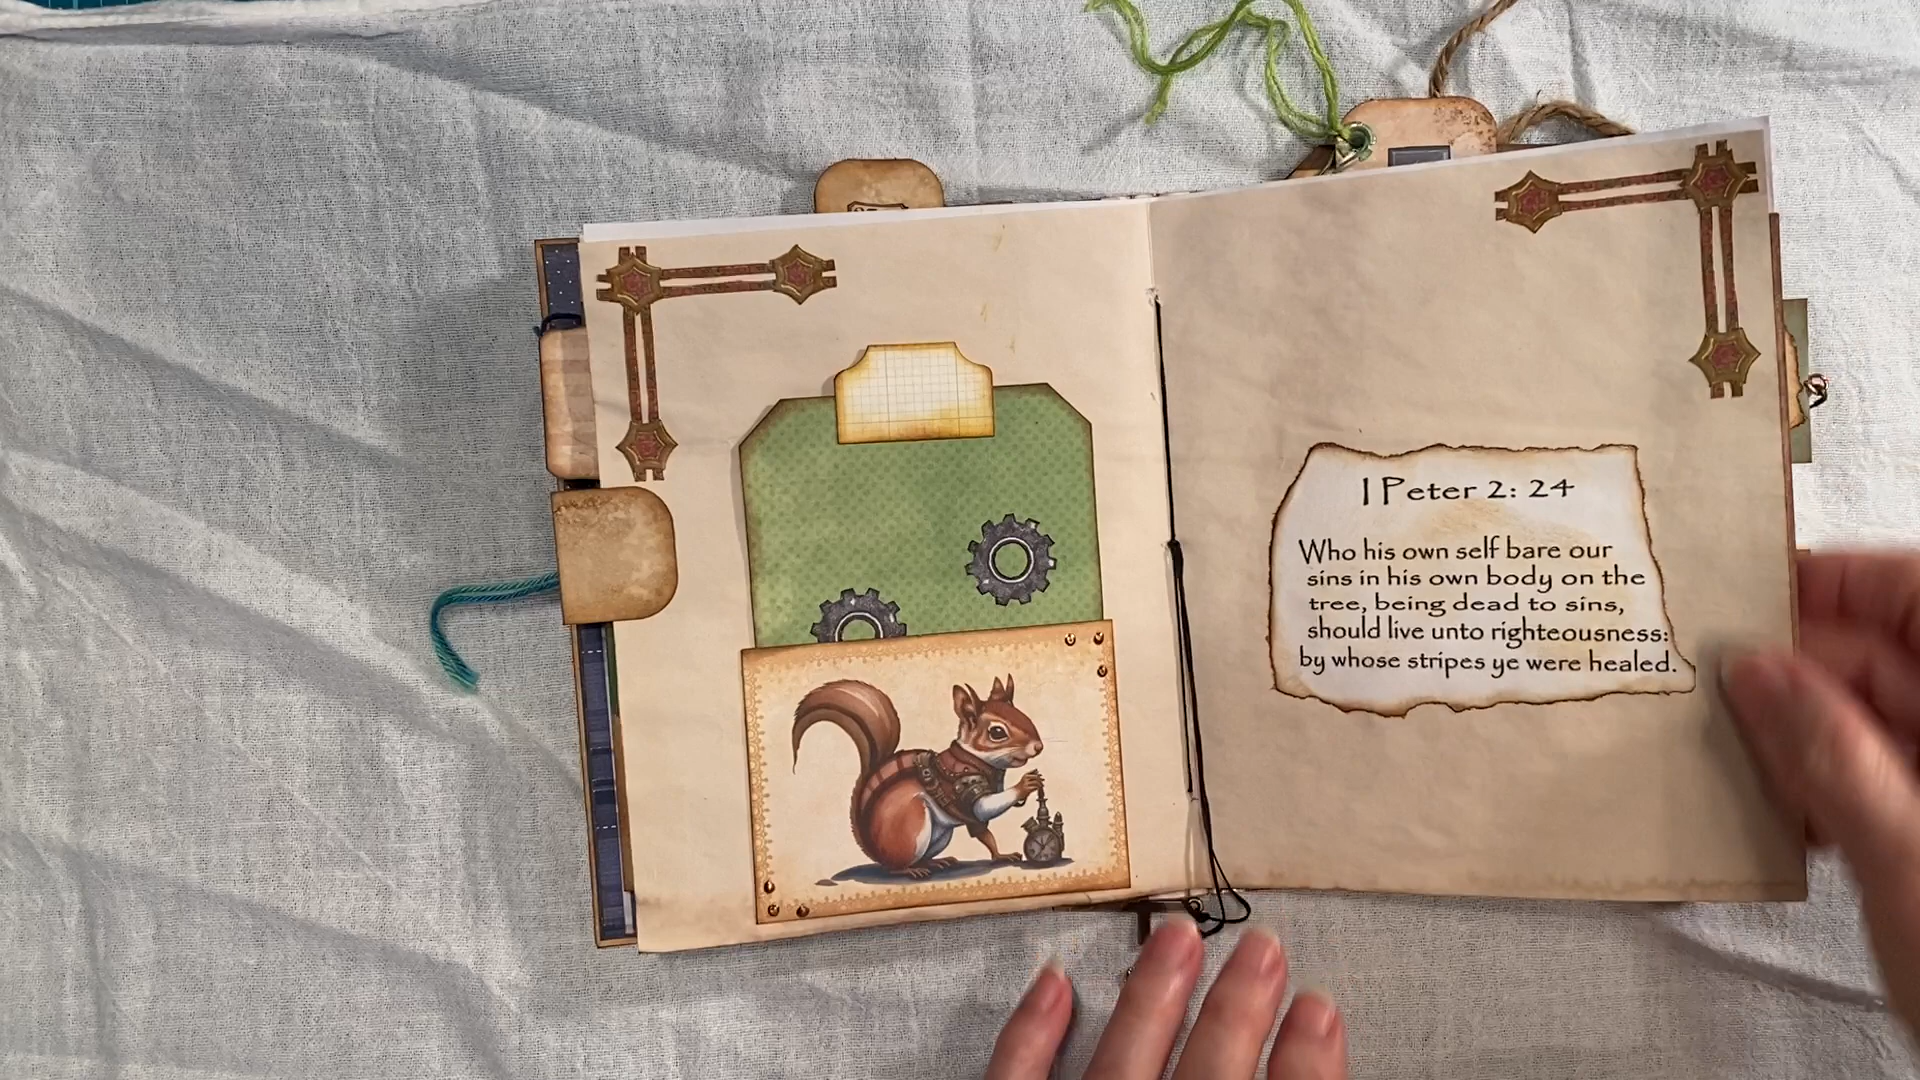 1 Peter 2: 24
Who his own self bare our
sins in his own body on the
tree, being dead to sins,
should live unto righteousness:
by whose stripes ye were healed.